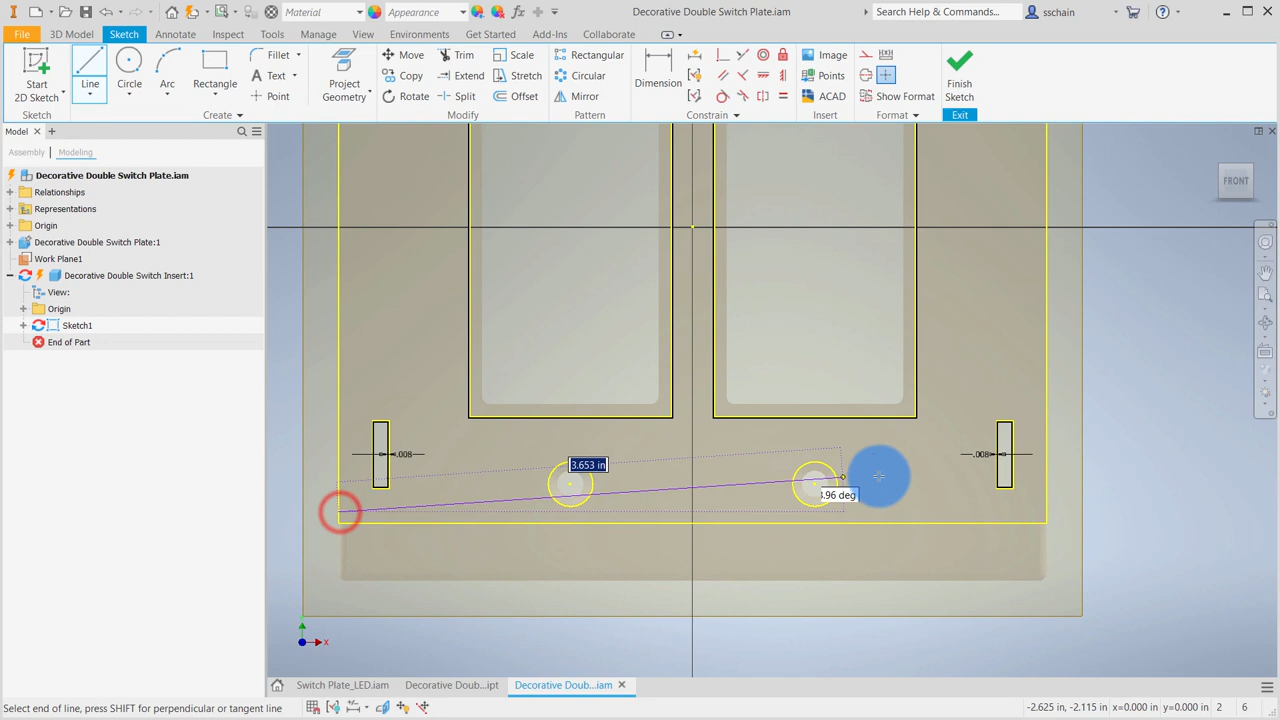 Material
Appearance
Decorative Double Switch Plate.iam
Search Help & Commands...
sschain
File
3D Model
Sketch
Annotate
Inspect
Tools
Manage
View
Environments
Get Started
Add-Ins
Collaborate
Start
2D Sketch
Line
Circle
Arc
Rectangle
Fillet
Text
Point
Project
Geometry
Move
Copy
Rotate
Trim
Extend
Split
Scale
Stretch
Offset
Rectangular
Circular
Mirror
Dimension
Image
Points
ACAD
Show Format
Finish
Sketch
Sketch
Create
Modify
Pattern
Constrain
Insert
Format
Exit
Model
Assembly
Modeling
Decorative Double Switch Plate.iam
Relationships
Representations
Origin
Decorative Double Switch Plate:1
Work Plane1
Decorative Double Switch Insert:1
View:
Origin
Sketch1
End of Part
FRONT
.008
.008
3.653 in
3.96 deg
X
Switch Plate_LED.iam
Decorative Doub...ipt
Decorative Doub...iam
Select end of line, press SHIFT for perpendicular or tangent line
-2.625 in, -2.115 in
x=0.000 in
y=0.000 in
2
6